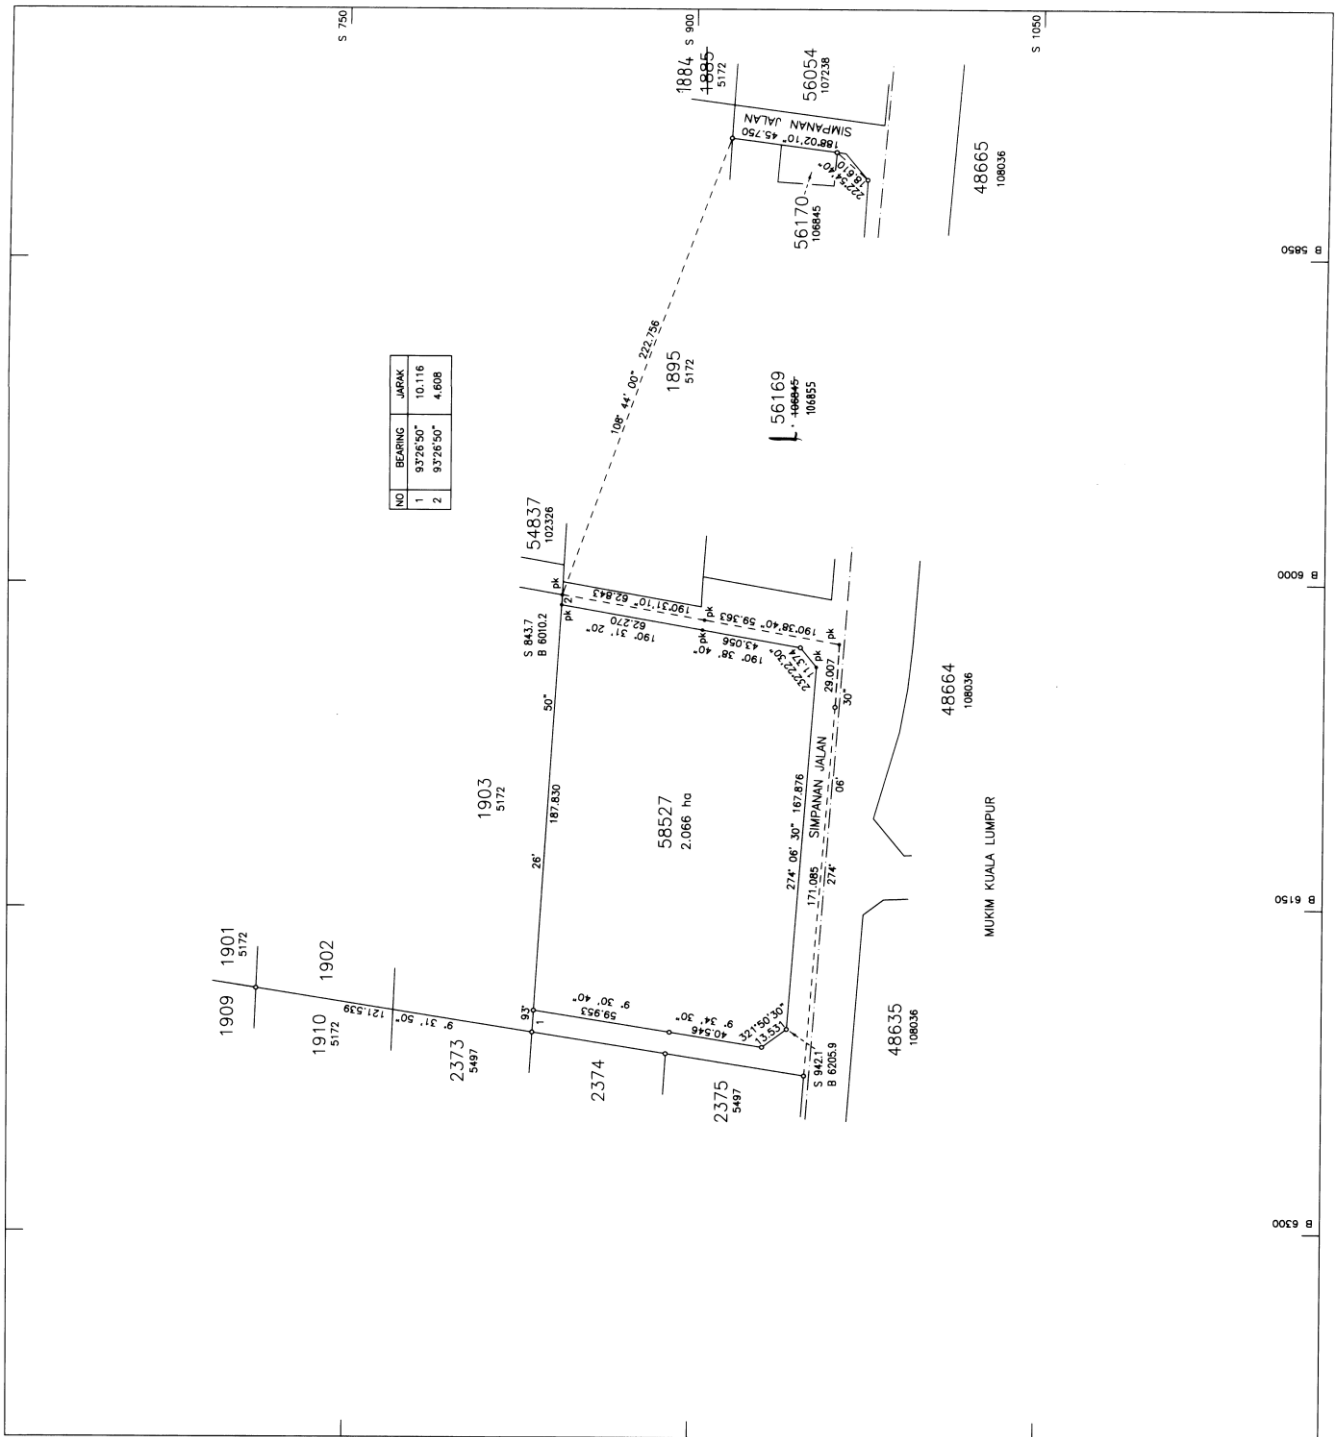 S 750
S 900
S 1050
1884
1885
5172
56054
107238
SIMPANAN JALAN
188°02'10" 45.750
222°54'40"
18.610
56170
106845
48665
108036
B 5850
108° 44' 00" 222.756
1895
5172
56169
106845
106855
NO BEARING JARAK
1 93°26'50" 10.116
2 93°26'50" 4.608
54837
102326
pk
2
pk
S 843.7
B 6010.2
190°31'10" 62.843
190° 31' 20"
62.270
pk
pk
190°38'40" 59.363
190° 38' 40"
43.056
232°22'30"
11.374
pk
pk
29.007
30"
B 6000
50"
187.830
26'
93°
1
1903
5172
58527
2.066 ha
274° 06' 30" 167.876
SIMPANAN JALAN
06'
171.085
274°
48664
108036
MUKIM KUALA LUMPUR
B 6150
1901
5172
1902
1909
1910
5172
9° 31' 50" 121.539
2373
5497
2374
2375
5497
9° 30' 40"
59.953
9° 34' 30"
40.546
321°50'30"
13.531
S 942.1
B 6205.9
48635
108036
B 6300